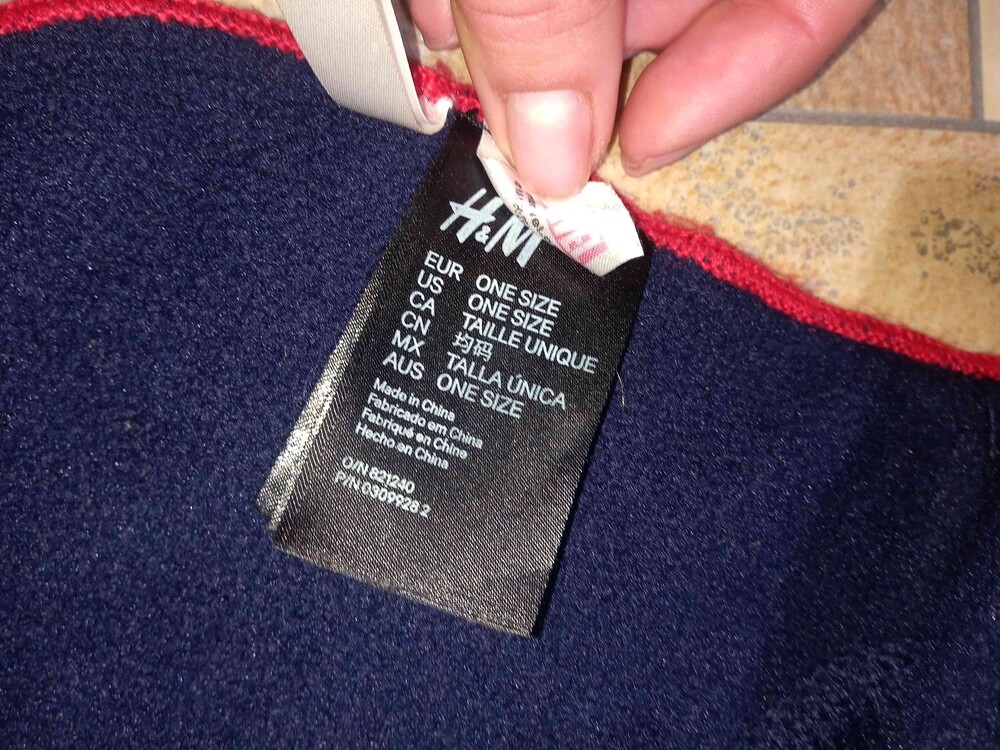 H&M
EUR ONE SIZE
US ONE SIZE
CA TAILLE UNIQUE
CN 均码
MX TALLA ÚNICA
AUS ONE SIZE
Made in China
Fabricado em China
Fabriqué en China
Hecho en China
O/N 821240
P/N 0309928 2